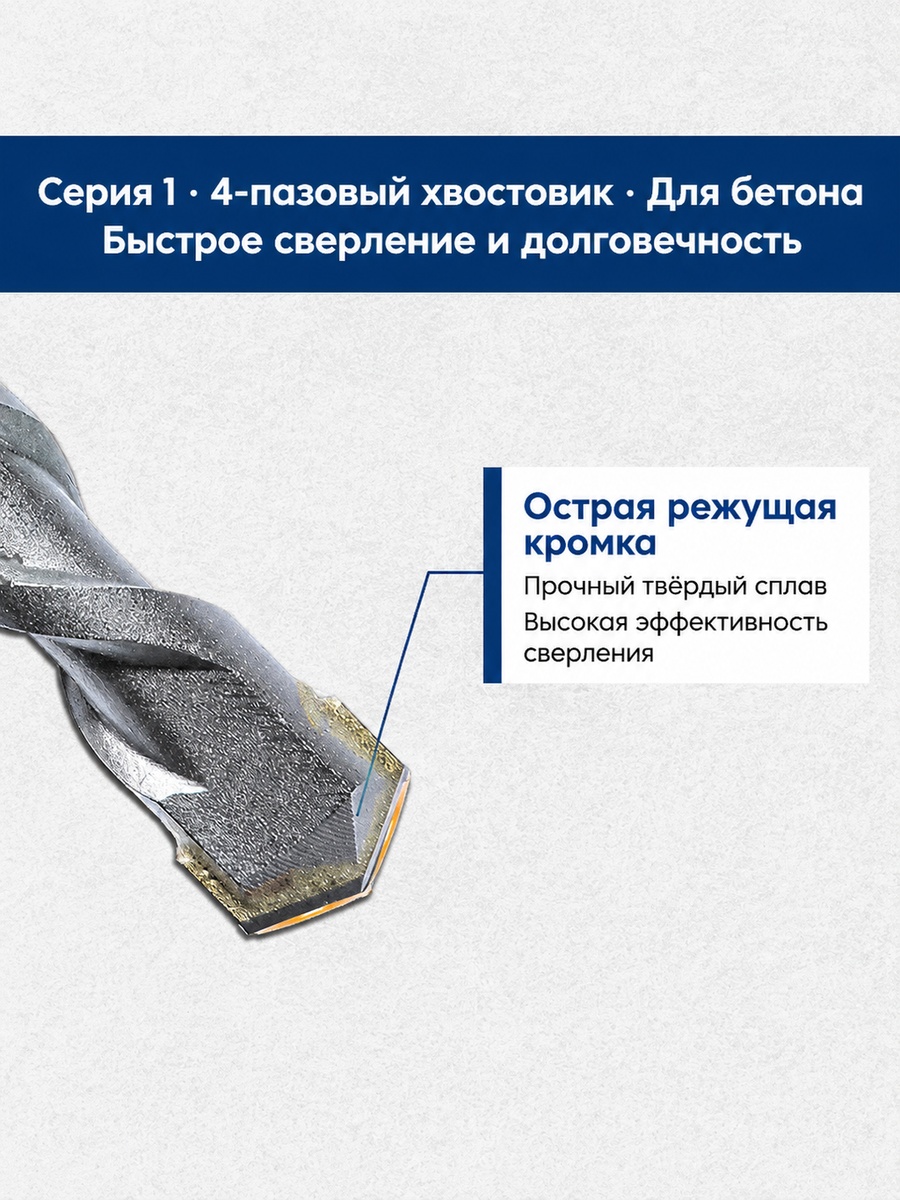 Серия 1 · 4-пазовый хвостовик · Для бетона
Быстрое сверление и долговечность
Острая режущая
кромка
Прочный твёрдый сплав
Высокая эффективность
сверления